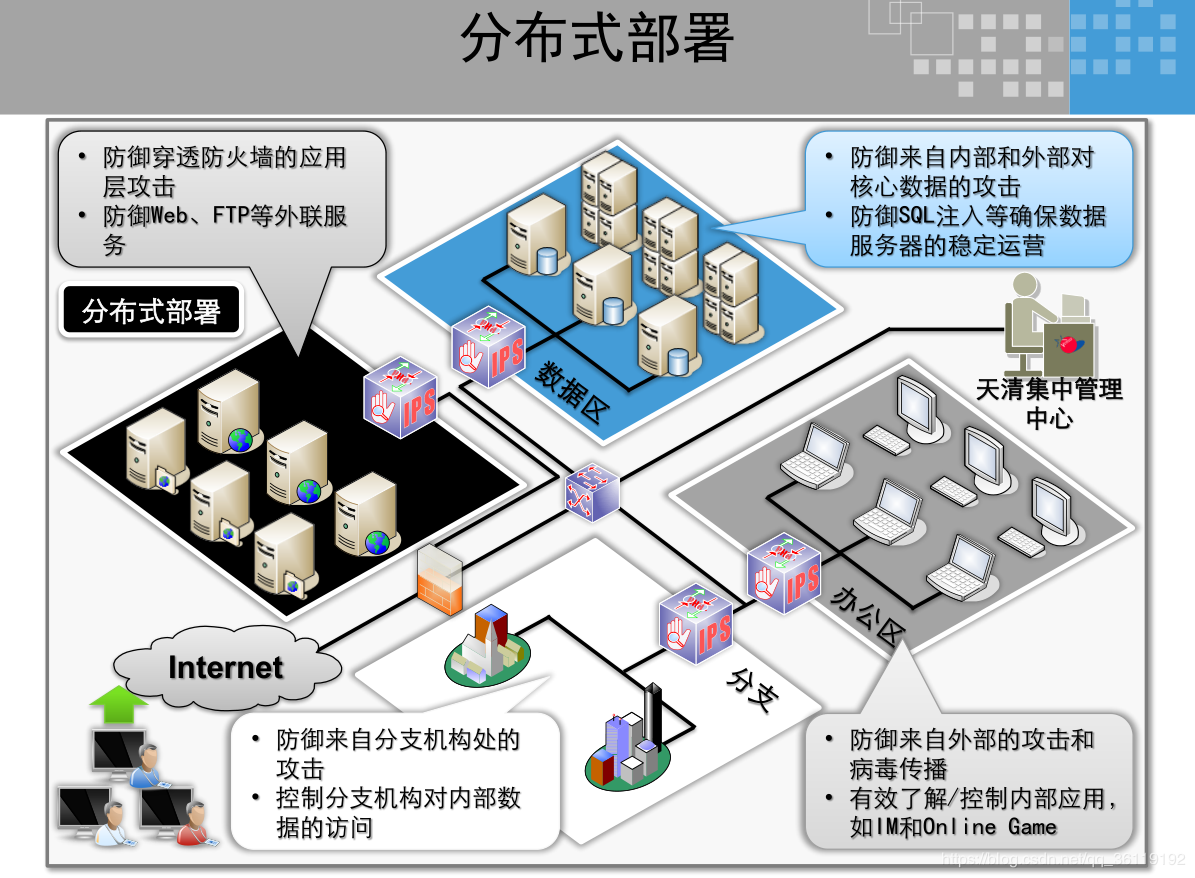 分布式部署
• 防御穿透防火墙的应用
层攻击
• 防御Web、FTP等外联服
务
• 防御来自内部和外部对
核心数据的攻击
• 防御SQL注入等确保数据
服务器的稳定运营
分布式部署
IPS
IPS
数据区
天清集中管理
中心
IPS
IPS
办公区
分支
Internet
• 防御来自分支机构处的
攻击
• 控制分支机构对内部数
据的访问
• 防御来自外部的攻击和
病毒传播
• 有效了解/控制内部应用，
如IM和Online Game
https://blog.csdn.net/qq_36119192